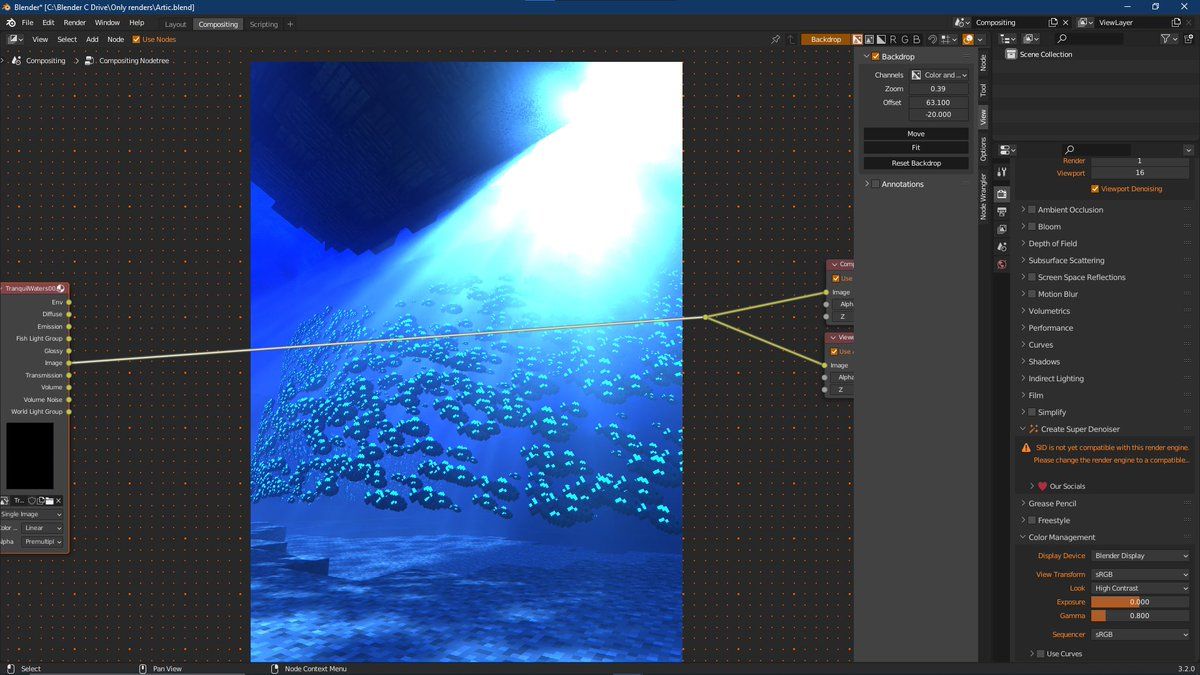 Blender* [C:\Blender C Drive\Only renders\Artic.blend]
File Edit Render Window Help Layout Compositing Scripting + Compositing ViewLayer
View Select Add Node Use Nodes Backdrop R G B
Compositing > Compositing Nodetree
Scene Collection
Backdrop
Channels Color and ...
Zoom 0.39
Offset 63.100
-20.000
Move
Fit
Reset Backdrop
Annotations
Node
Tool
View
Options
Node Wrangler
TranquilWaters00
Env
Diffuse
Emission
Fish Light Group
Glossy
Image
Transmission
Volume
Volume Noise
World Light Group
Tr...
Single Image
olor ... Linear
lpha Premultipl
Comp
Use
Image
Alph
Z
View
Use
Image
Alpha
Z
Render 1
Viewport 16
Viewport Denoising
Ambient Occlusion
Bloom
Depth of Field
Subsurface Scattering
Screen Space Reflections
Motion Blur
Volumetrics
Performance
Curves
Shadows
Indirect Lighting
Film
Simplify
Create Super Denoiser
SID is not yet compatible with this render engine.
Please change the render engine to a compatible...
Our Socials
Grease Pencil
Freestyle
Color Management
Display Device Blender Display
View Transform sRGB
Look High Contrast
Exposure 0.000
Gamma 0.800
Sequencer sRGB
Use Curves
Select Pan View Node Context Menu 3.2.0